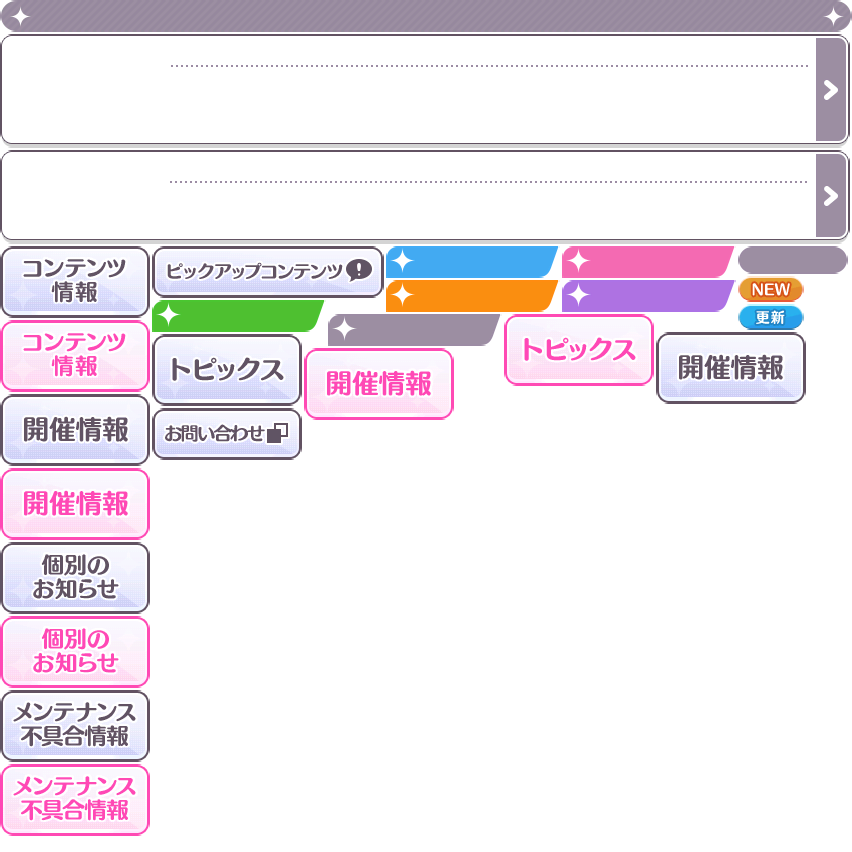 コンテンツ
情報
ピックアップコンテンツ
NEW
更新
コンテンツ
情報
トピックス
開催情報
トピックス
開催情報
開催情報
お問い合わせ
開催情報
個別の
お知らせ
個別の
お知らせ
メンテナンス
不具合情報
メンテナンス
不具合情報